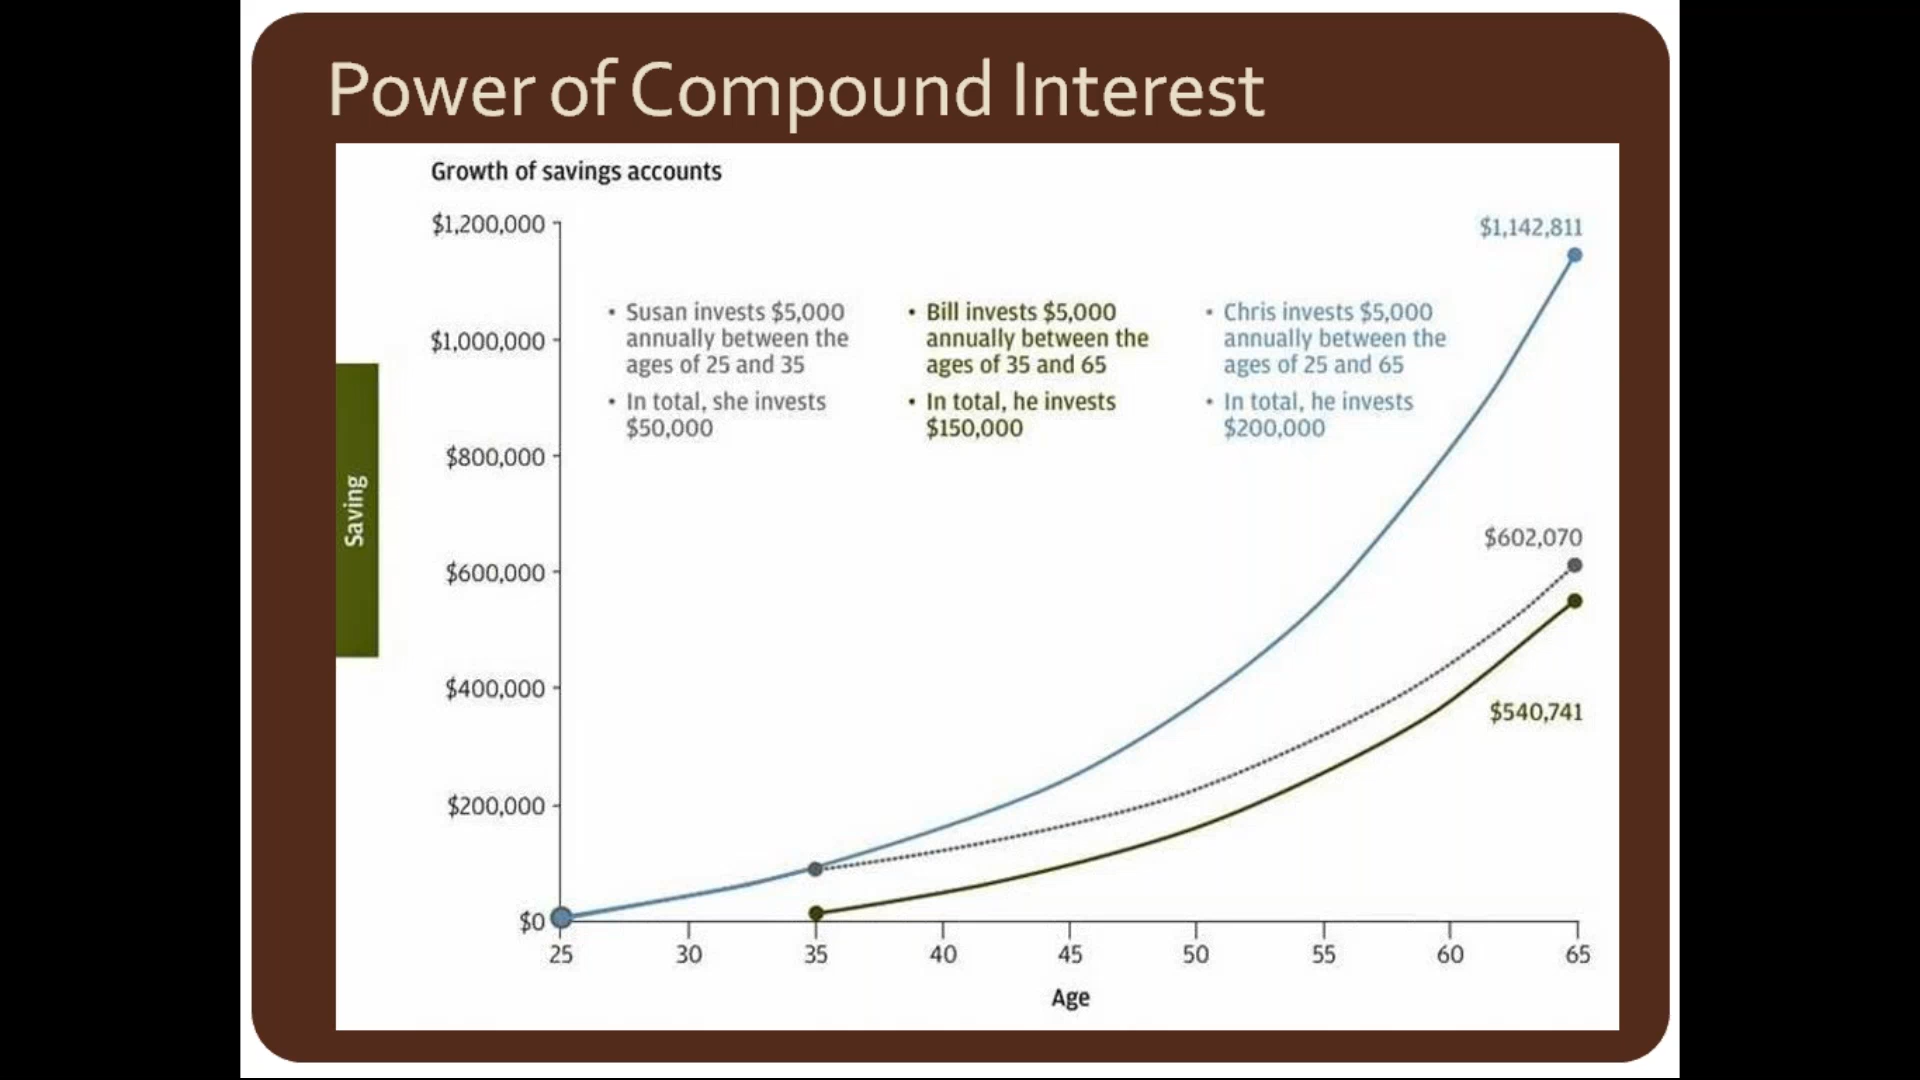 Power of Compound Interest
Growth of savings accounts
$1,200,000
$1,000,000
$800,000
$600,000
$400,000
$200,000
$0
Saving
• Susan invests $5,000
annually between the
ages of 25 and 35
• In total, she invests
$50,000
• Bill invests $5,000
annually between the
ages of 35 and 65
• In total, he invests
$150,000
• Chris invests $5,000
annually between the
ages of 25 and 65
• In total, he invests
$200,000
$1,142,811
$602,070
$540,741
25 30 35 40 45 50 55 60 65
Age